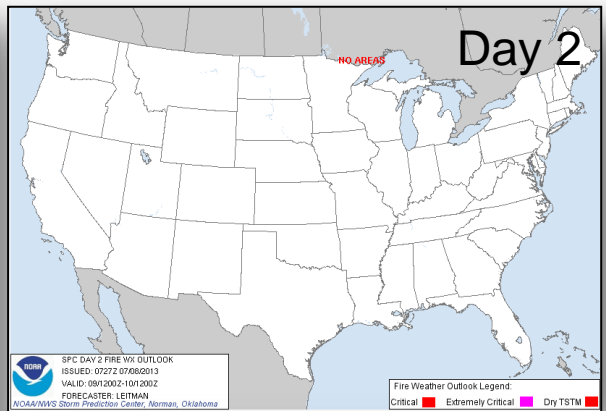 Day 2
NO AREAS
NOAA
SPC DAY 2 FIRE WX OUTLOOK
ISSUED: 0727Z 07/08/2013
VALID: 09/1200Z-10/1200Z
FORECASTER: LEITMAN
NOAA/NWS Storm Prediction Center, Norman, Oklahoma
Fire Weather Outlook Legend:
Critical Extremely Critical Dry TSTM